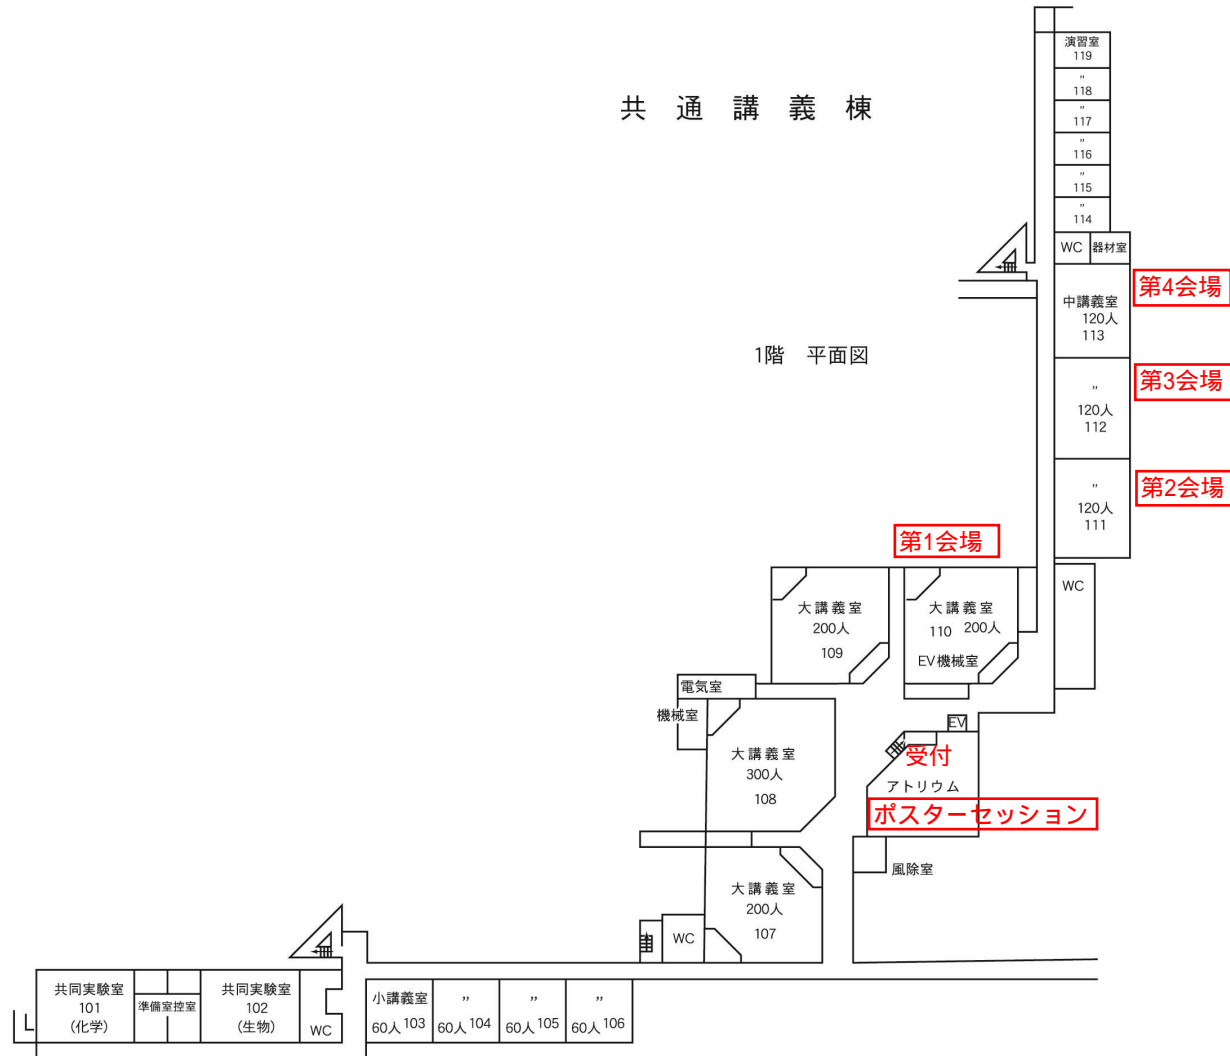 共通講義棟
1階 平面図
演習室
119
〃
118
〃
117
〃
116
〃
115
〃
114
WC
器材室
第4会場
中講義室
120人
113
第3会場
〃
120人
112
第2会場
〃
120人
111
第1会場
WC
大講義室
200人
109
大講義室
110 200人
EV機械室
電気室
機械室
EV
受付
アトリウム
ポスターセッション
大講義室
300人
108
風除室
大講義室
200人
107
WC
共同実験室
101
(化学)
準備室控室
共同実験室
102
(生物)
WC
小講義室
60人 103
〃
60人 104
〃
60人 105
〃
60人 106